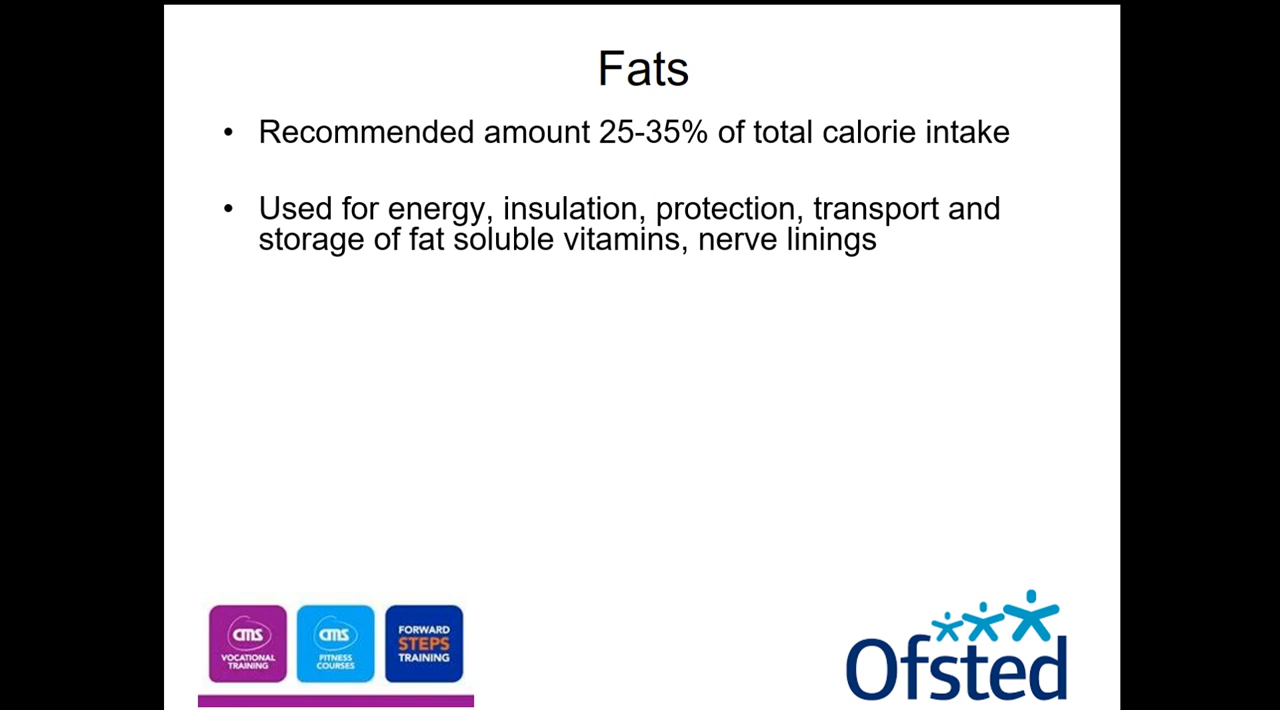 Fats
• Recommended amount 25-35% of total calorie intake
• Used for energy, insulation, protection, transport and
storage of fat soluble vitamins, nerve linings
cms
VOCATIONAL
TRAINING
cms
FITNESS
COURSES
FORWARD
STEPS
TRAINING
Ofsted